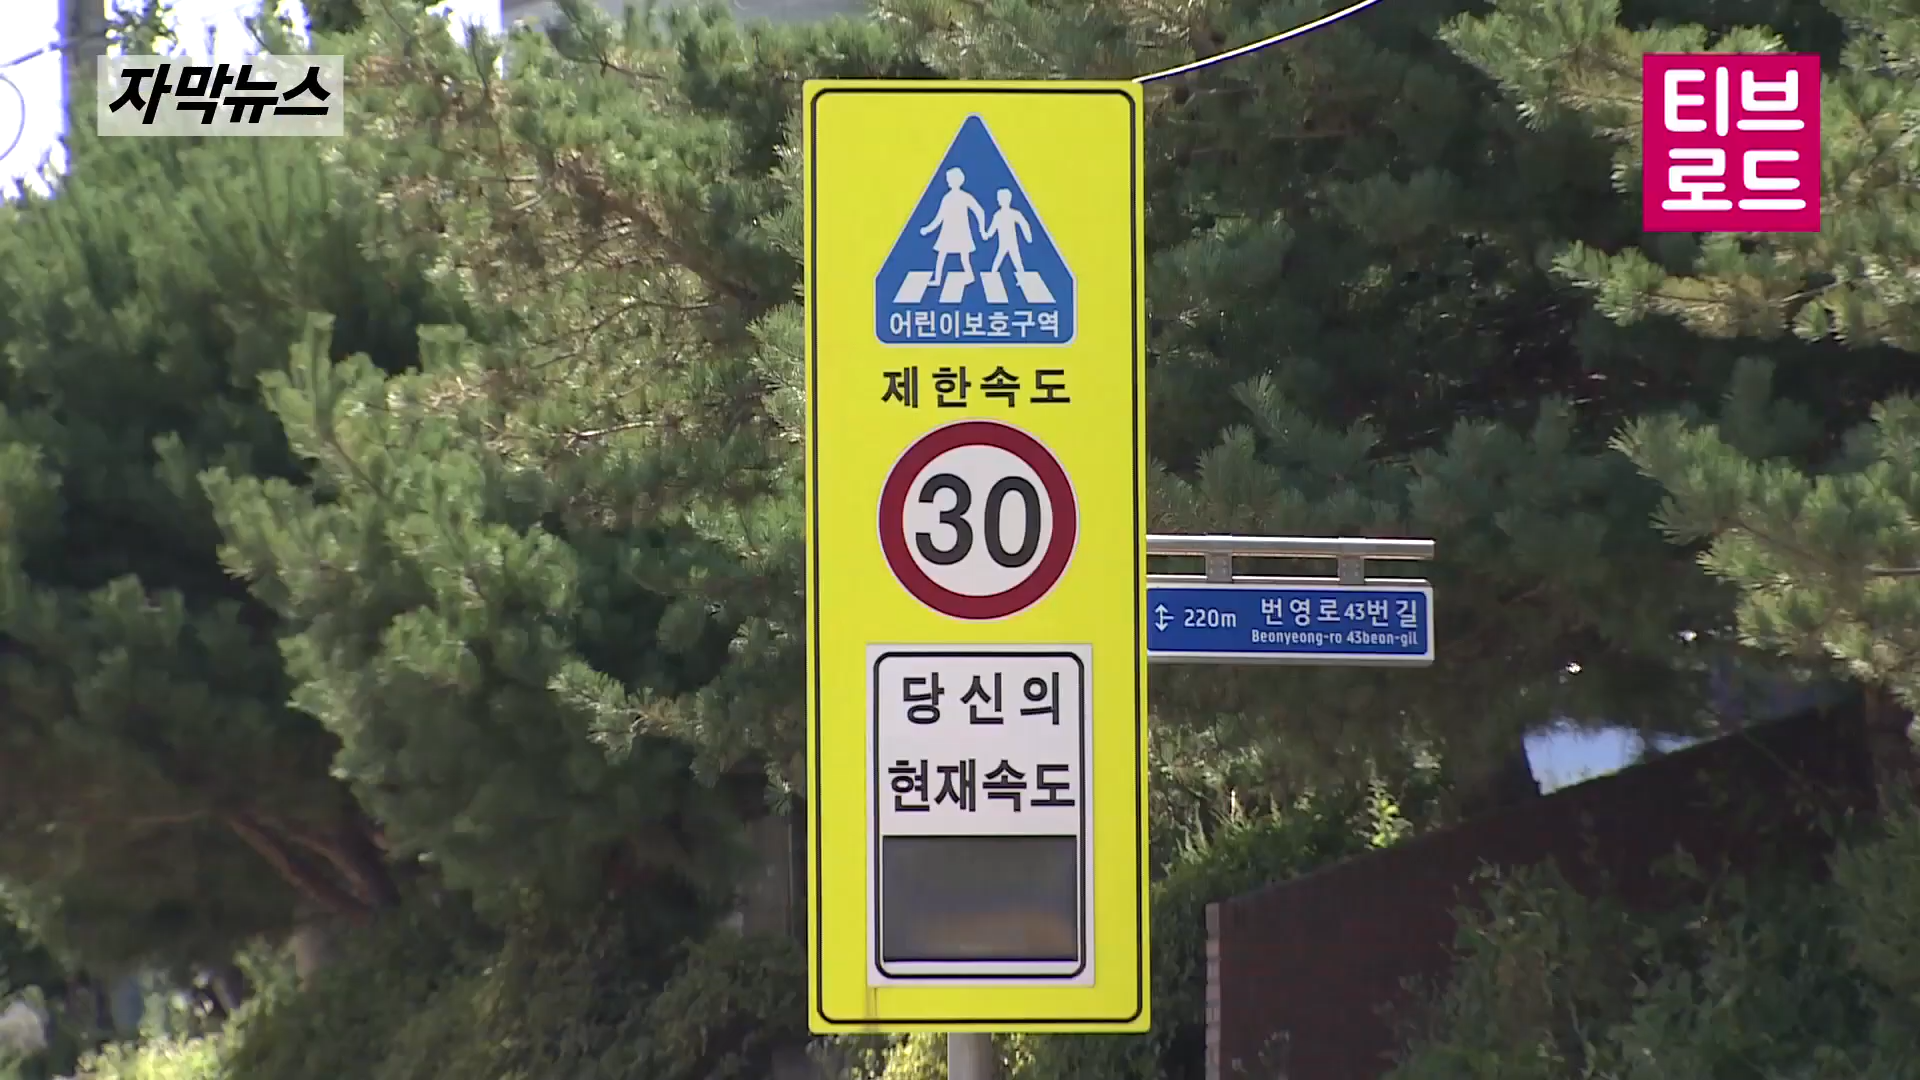 자막뉴스
티브
로드
어린이보호구역
제한속도
30
220m 번영로43번길
Beonyeong-ro 43beon-gil
당신의
현재속도